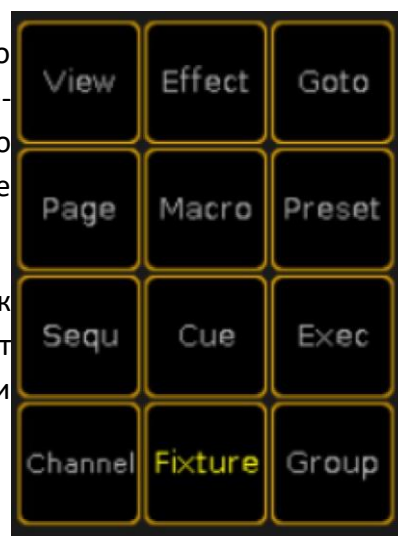 View Effect Goto
Page Macro Preset
Sequ Cue Exec
Channel Fixture Group